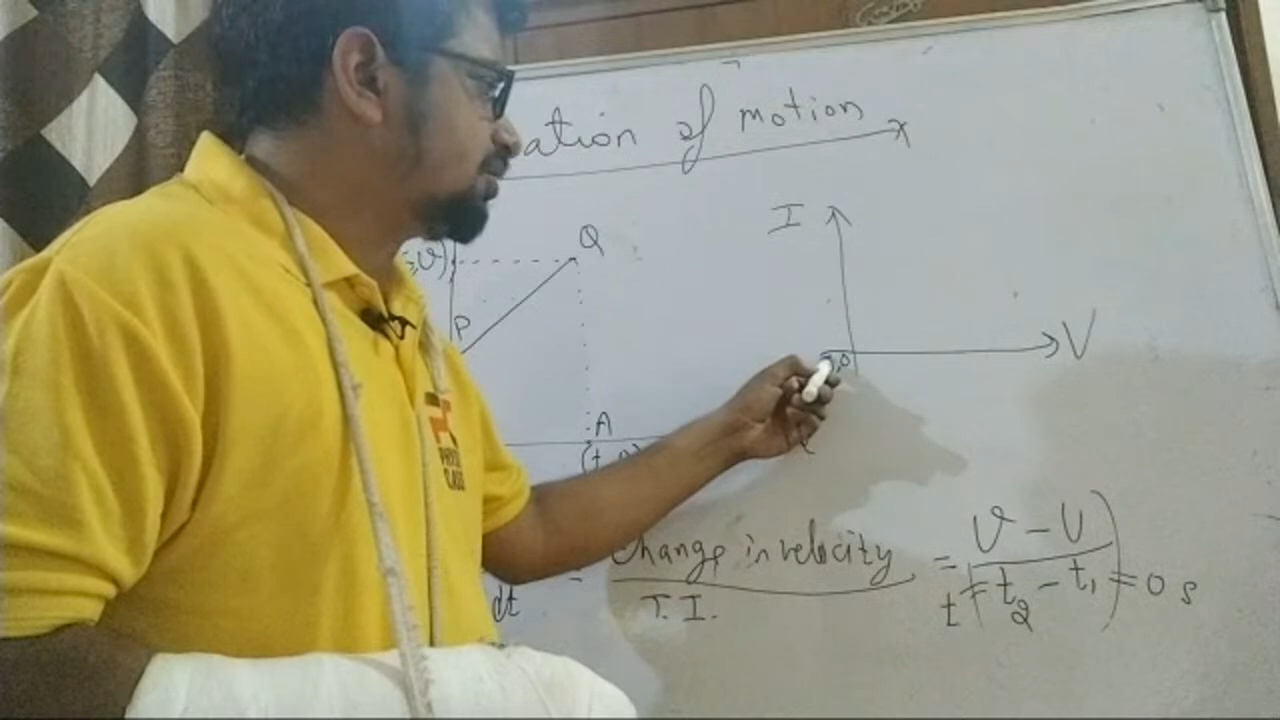 ation of motion
I
Q
P
V
A
dt = Change in velocity / T.I. = (v - U / t₂ - t₁)
t = 0 s